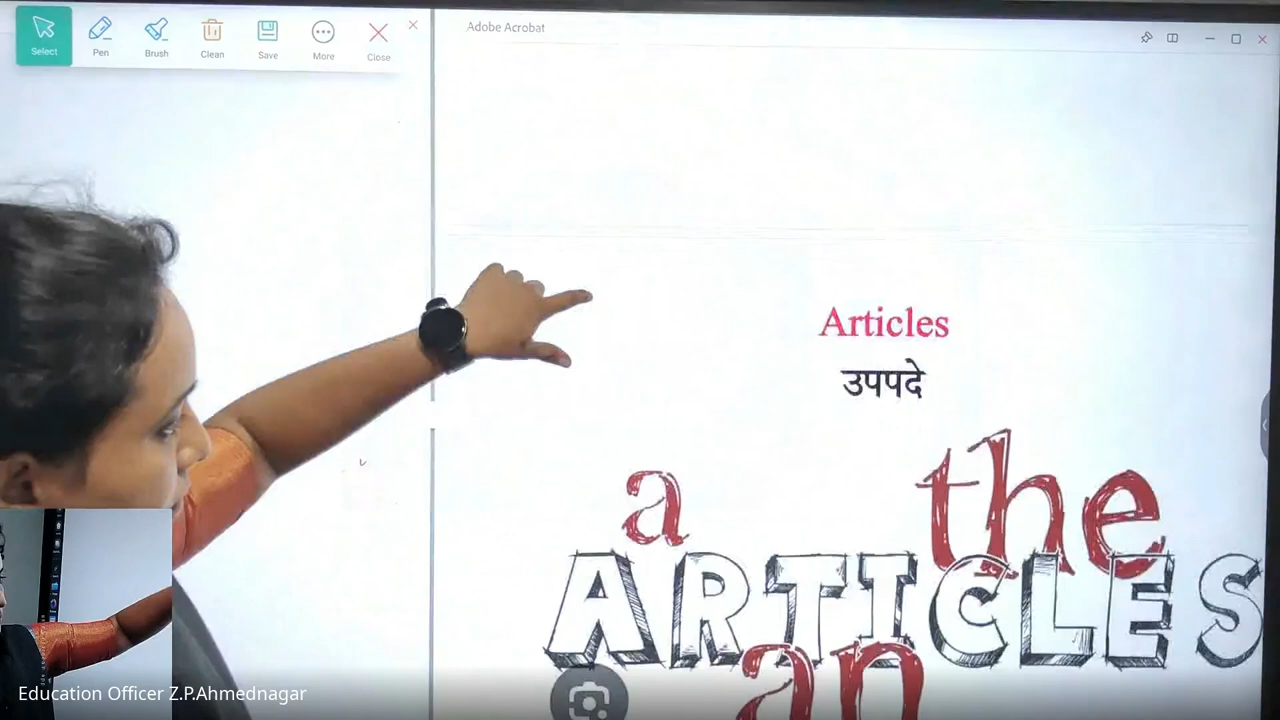 Adobe Acrobat
Select
Pen
Brush
Clean
Save
More
Close
Articles
उपपदे
a
the
ARTICLES
an
Education Officer Z.P.Ahmednagar